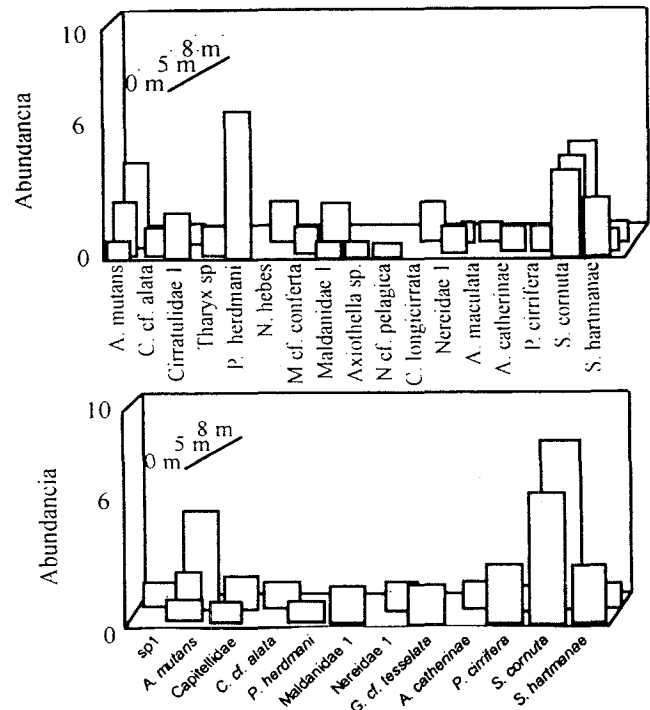 10
8 m
5 m
0 m
6
Abundancia
0
A. mutans
C. cf. alata
Cirratulidae 1
Tharyx sp
P. herdmani
N. hebes
M cf. conferta
Maldanidae 1
Axiothella sp.
N cf. pelagica
C. longicirrata
Nereidae 1
A. maculata
A. catherinae
P. cirrifera
S. cornuta
S. hartmanae
10
8 m
5 m
0 m
6
Abundancia
0
sp1
A. mutans
Capitellidae
C. cf. alata
P. herdmani
Maldanidae 1
Nereidae 1
G. cf. tesselata
A. catherinae
P. cirrifera
S. cornuta
S. hartmanae